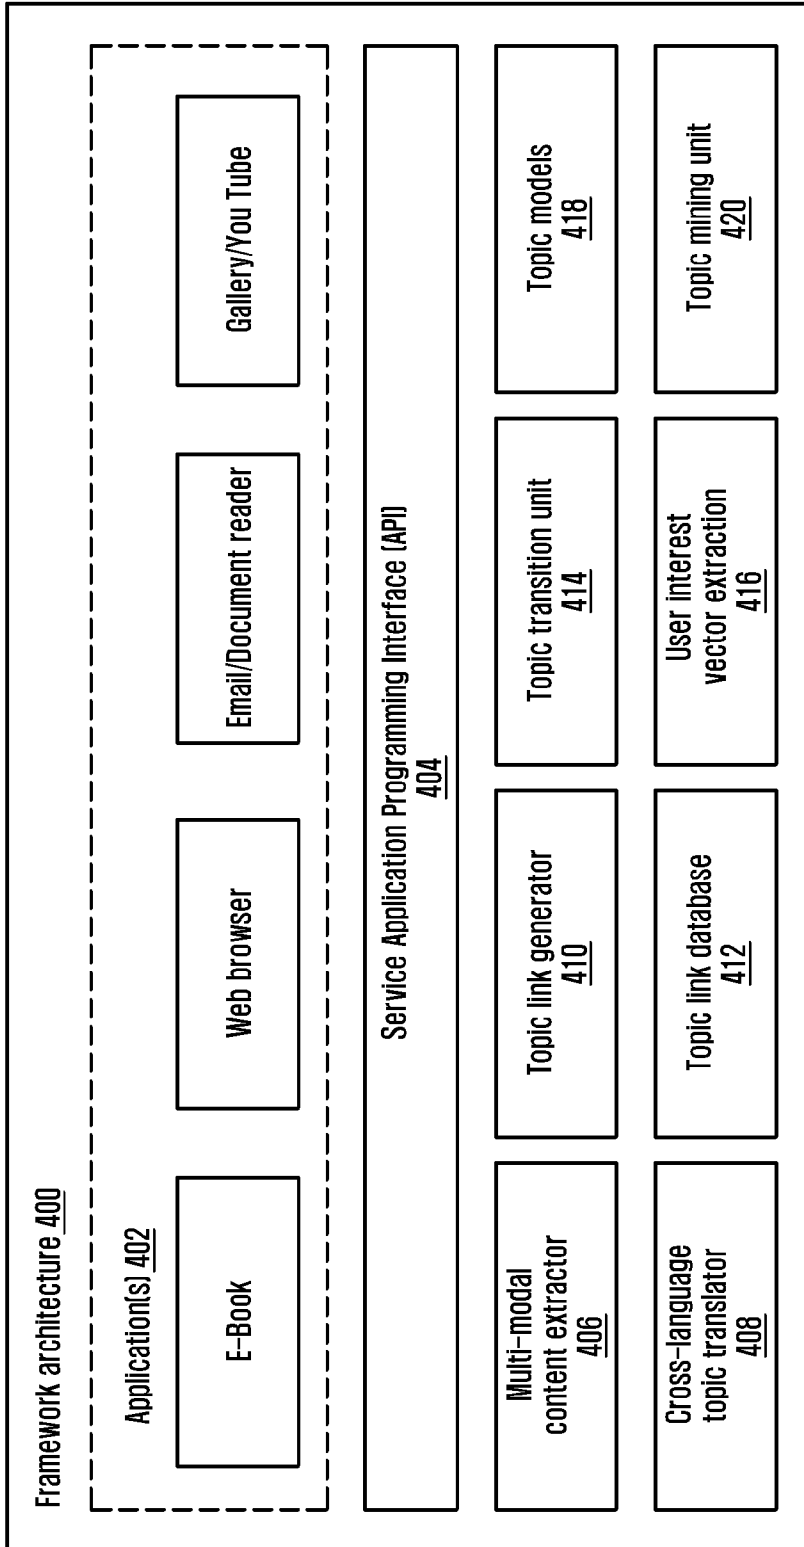 Framework architecture 400
Application(s) 402
E-Book
Web browser
Email/Document reader
Gallery/You Tube
Service Application Programming Interface (API)
404
Multi-modal
content extractor
406
Topic link generator
410
Topic transition unit
414
Topic models
418
Cross-language
topic translator
408
Topic link database
412
User interest
vector extraction
416
Topic mining unit
420